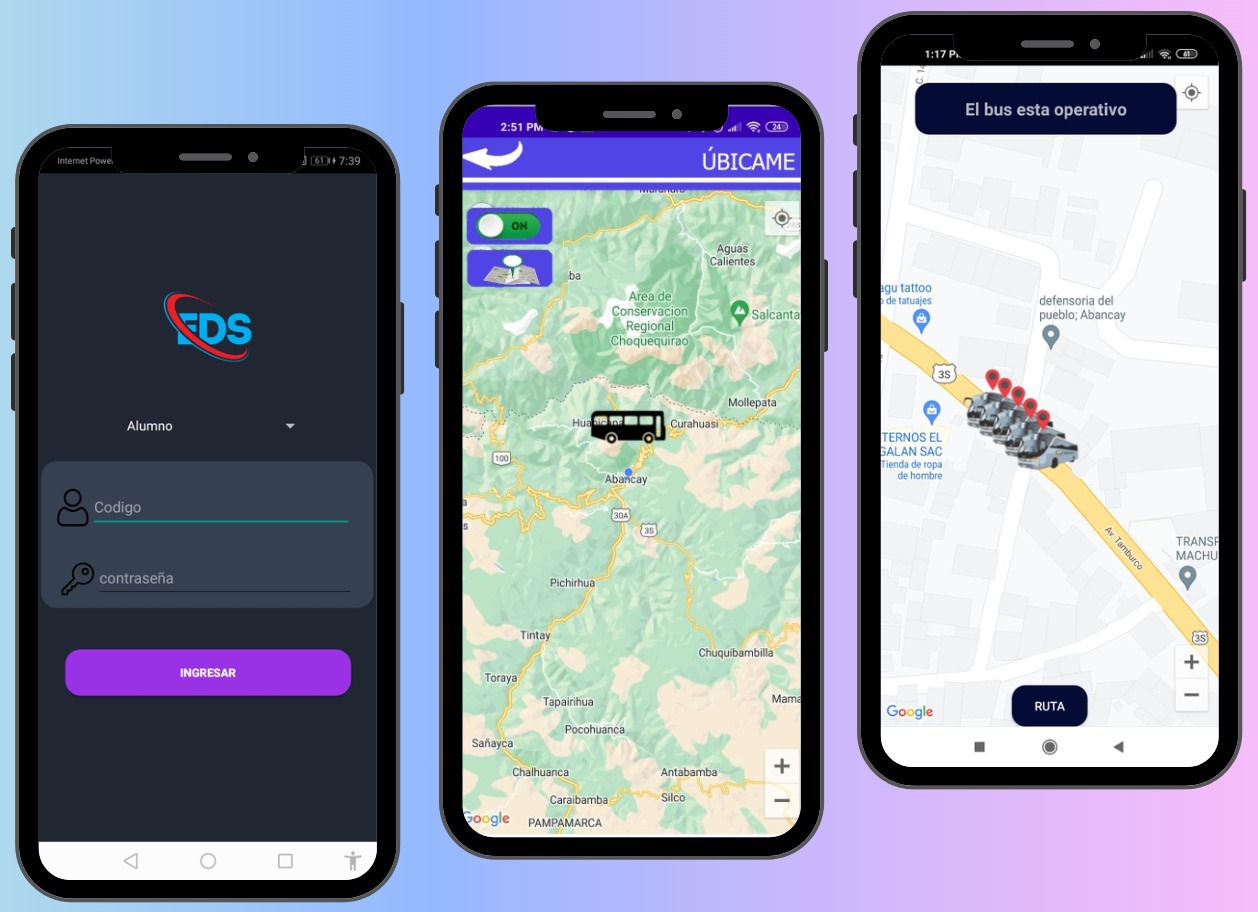 Internet Powe
61
7:39
EDS
Alumno
Codigo
contraseña
INGRESAR
2:51 PM
24
ÚBICAME
ON
Aguas
Calientes
ba
Area de
Conservacion
Regional
Choquequirao
Salcanta
Mollepata
Curahuasi
100
Abancay
a
s
30A
3S
Pichirhua
Tintay
Chuquibambilla
Toraya
Tapairihua
Mama
Pocohuanca
Sañayca
Chalhuanca
Antabamba
Caraibamba
Silco
Google
PAMPAMARCA
1:17 P
61
C. 14
El bus esta operativo
agu tattoo
o de tatuajes
defensoria del
pueblo; Abancay
3S
TERNOS EL
GALAN SAC
Tienda de ropa
de hombre
Av. Tamburco
TRANSP
MACHU
3S
Google
RUTA